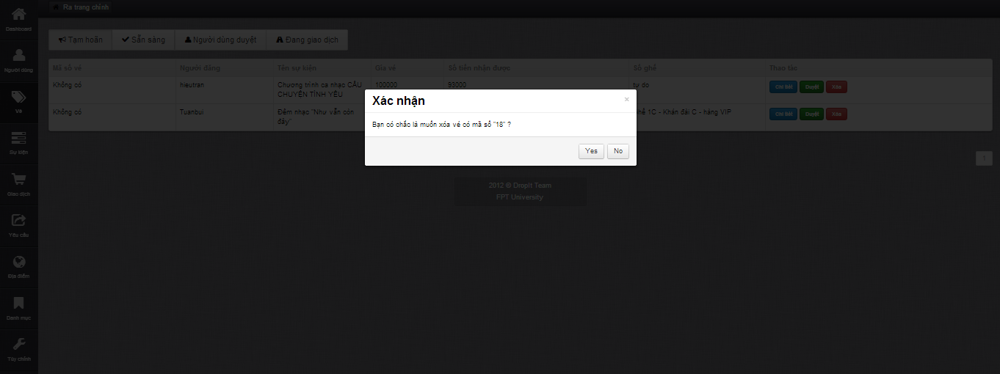 Ra trang chính
Dashboard
Người dùng
Vé
Sự kiện
Giao dịch
Yêu cầu
Địa điểm
Danh mục
Tùy chỉnh
Tạm hoãn Sẵn sàng Người dùng duyệt Đang giao dịch
Mã số vé Người đăng Tên sự kiện Giá vé Số tiền nhận được Số ghế Thao tác
Không có hieutran Chương trình ca nhạc CÂU 100000 93000 tự do Chi tiết Duyệt Xóa
CHUYỆN TÌNH YÊU
Không có Tuanbui Đêm nhạc "Như vẫn còn ghế 1C - Khán đài C - hàng VIP Chi tiết Duyệt Xóa
đây"
Xác nhận ×
Bạn có chắc là muốn xóa vé có mã số "18" ?
Yes No
1
2012 © DropIt Team
FPT University